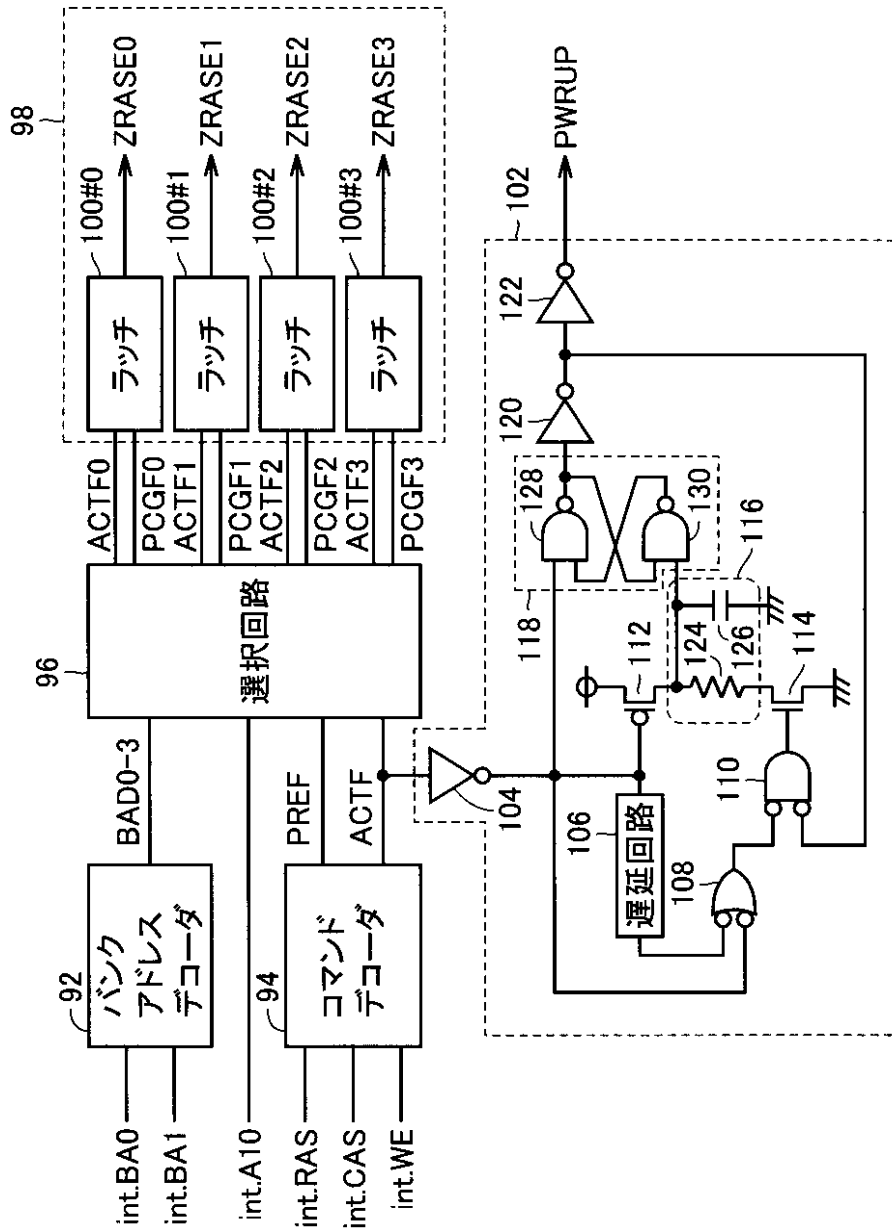 98
ZRASE0
ZRASE1
ZRASE2
ZRASE3
100#0
100#1
100#2
100#3
ラッチ
ラッチ
ラッチ
ラッチ
ACTF0
PCGF0
ACTF1
PCGF1
ACTF2
PCGF2
ACTF3
PCGF3
96
選択回路
BAD0-3
PREF
ACTF
92
バンク
アドレス
デコーダ
94
コマンド
デコーダ
int.BA0
int.BA1
int.A10
int.RAS
int.CAS
int.WE
102
PWRUP
122
120
128
130
118
116
112
124
126
114
104
106
遅延回路
108
110